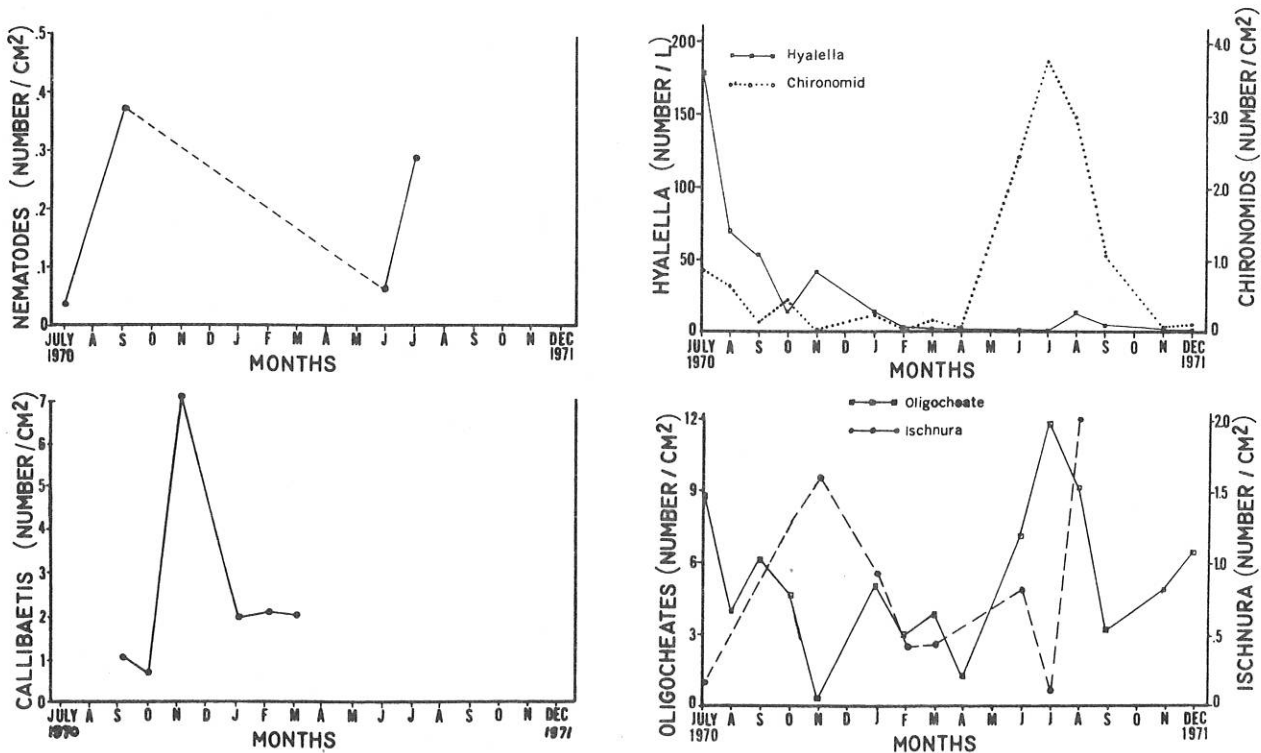 NEMATODES (NUMBER/CM²)
.5
.4
.3
.2
.1
0
JULY A S O N D J F M A M J J A S O N DEC
1970 1971
MONTHS
HYALELLA (NUMBER / L)
200
150
100
50
0
Hyalella
Chironomid
CHIRONOMIDS (NUMBER/CM²)
4.0
3.0
2.0
1.0
0
JULY A S O N D J F M A M J J A S O N DEC
1970 1971
MONTHS
CALLIBAETIS (NUMBER/CM²)
7
6
5
4
3
2
1
0
JULY A S O N D J F M A M J J A S O N DEC
1970 1971
MONTHS
OLIGOCHEATES (NUMBER / CM²)
12
9
6
3
0
Oligocheate
Ischnura
ISCHNURA (NUMBER / CM²)
2.0
1.5
1.0
.5
0
JULY A S O N D J F M A M J J A S O N DEC
1970 1971
MONTHS